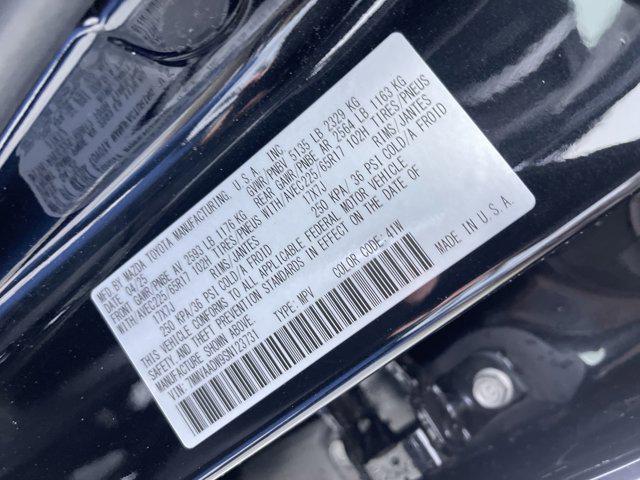 MFG BY MAZDA TOYOTA MANUFACTURING, U.S.A., INC.
DATE: 04/25 GVWR/PNBV 5135 LB 2329 KG
FRONT GAWR/PNBE AV 2593 LB 1176 KG REAR GAWR/PNBE AR 2564 LB 1163 KG
WITH/AVEC225/65R17 102H TIRES/PNEUS WITH/AVEC225/65R17 102H TIRES/PNEUS
17X7J RIMS/JANTES 17X7J RIMS/JANTES
250 KPA/36 PSI COLD/A FROID 250 KPA/ 36 PSI COLD/A FROID
THIS VEHICLE CONFORMS TO ALL APPLICABLE FEDERAL MOTOR VEHICLE
SAFETY AND THEFT PREVENTION STANDARDS IN EFFECT ON THE DATE OF
MANUFACTURE SHOWN ABOVE.
VIN: 7MMVAADW9SN123731 TYPE: MPV COLOR CODE: 41W
MADE IN U.S.A.